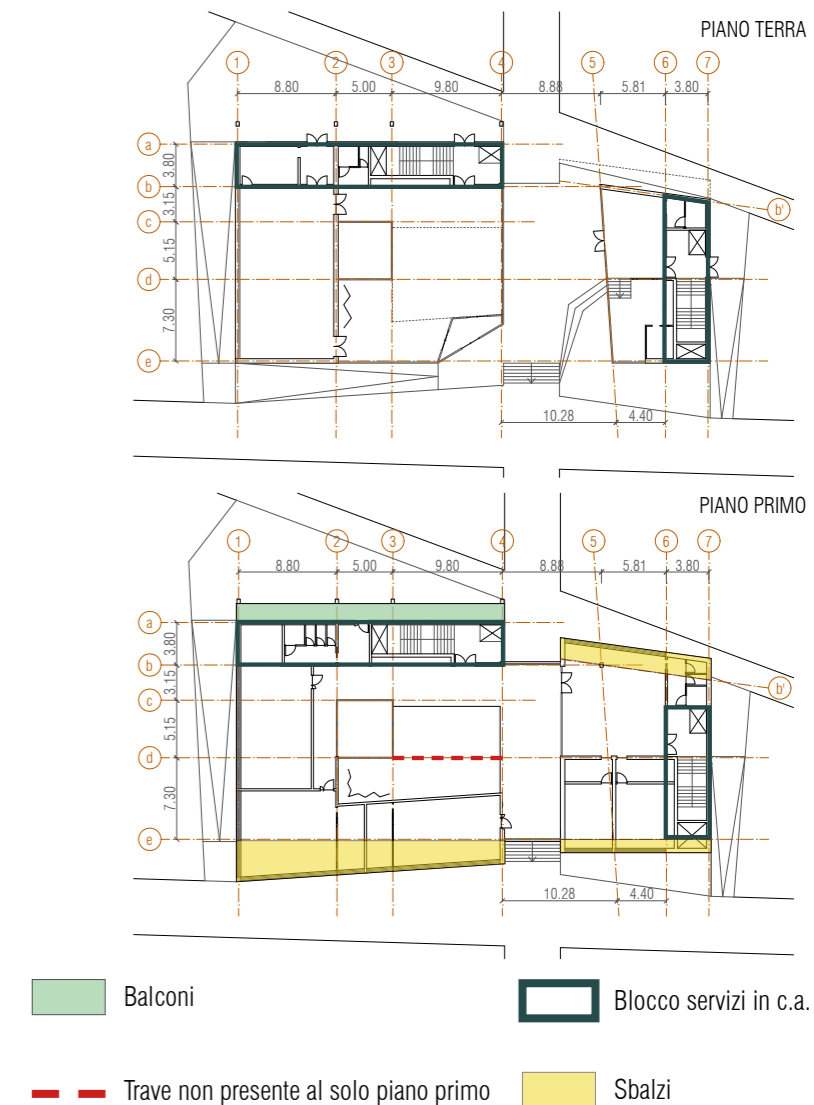 PIANO TERRA
1 2 3 4 5 6 7
8.80 5.00 9.80 8.88 5.81 3.80
a
3.80
b
b'
3.15
c
5.15
d
7.30
e
10.28 4.40
PIANO PRIMO
1 2 3 4 5 6 7
8.80 5.00 9.80 8.88 5.81 3.80
a
3.80
b
b'
3.15
c
5.15
d
7.30
e
10.28 4.40
Balconi
Blocco servizi in c.a.
Trave non presente al solo piano primo
Sbalzi